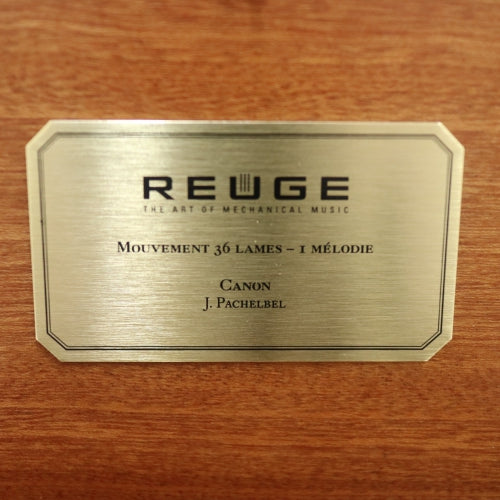 REUGE
THE ART OF MECHANICAL MUSIC
MOUVEMENT 36 LAMES – 1 MÉLODIE
CANON
J. PACHELBEL